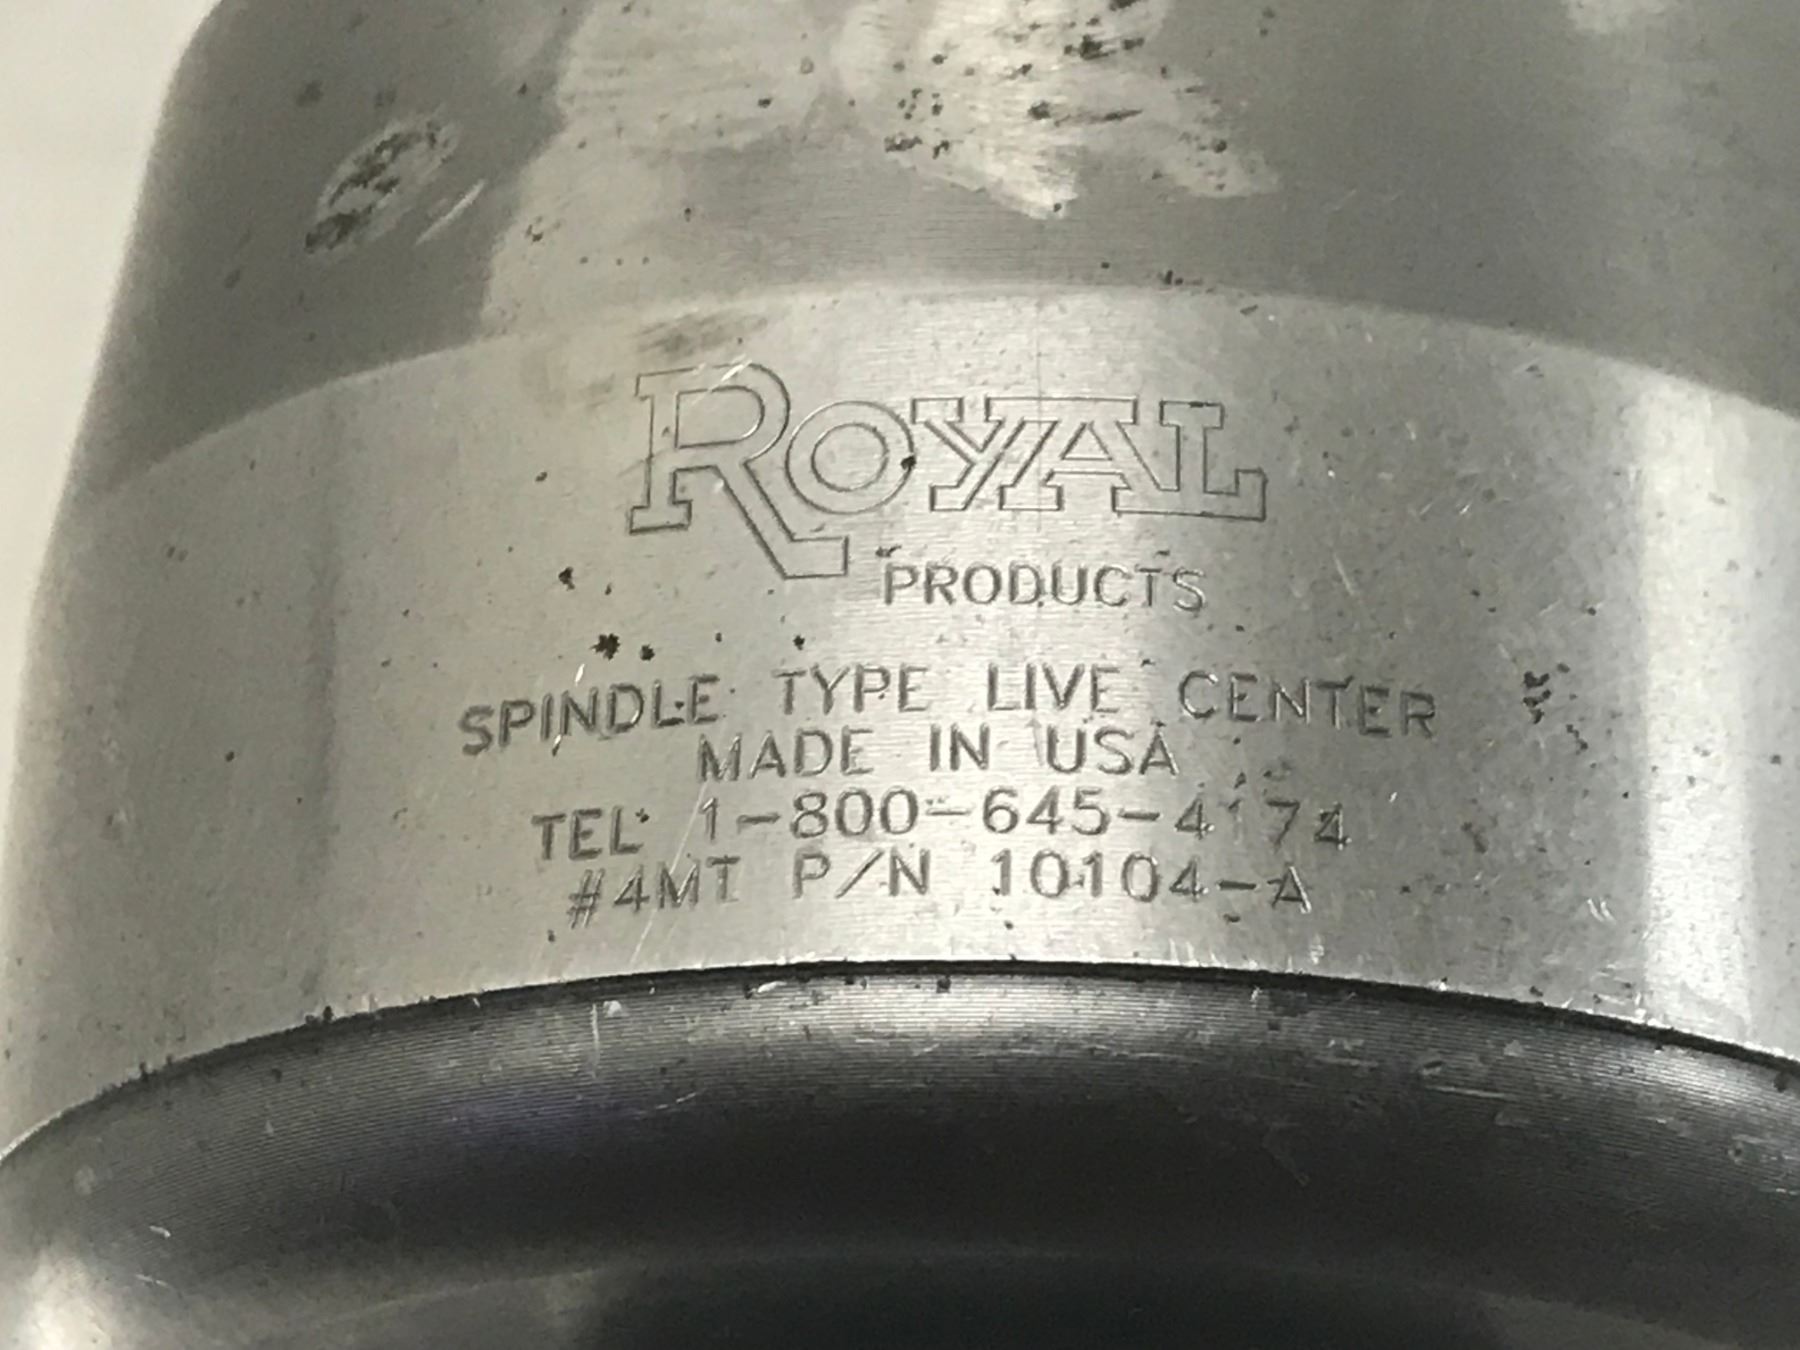 ROYAL
PRODUCTS
SPINDLE TYPE LIVE CENTER
MADE IN USA
TEL 1-800-645-4174
#4MT P/N 10104-A